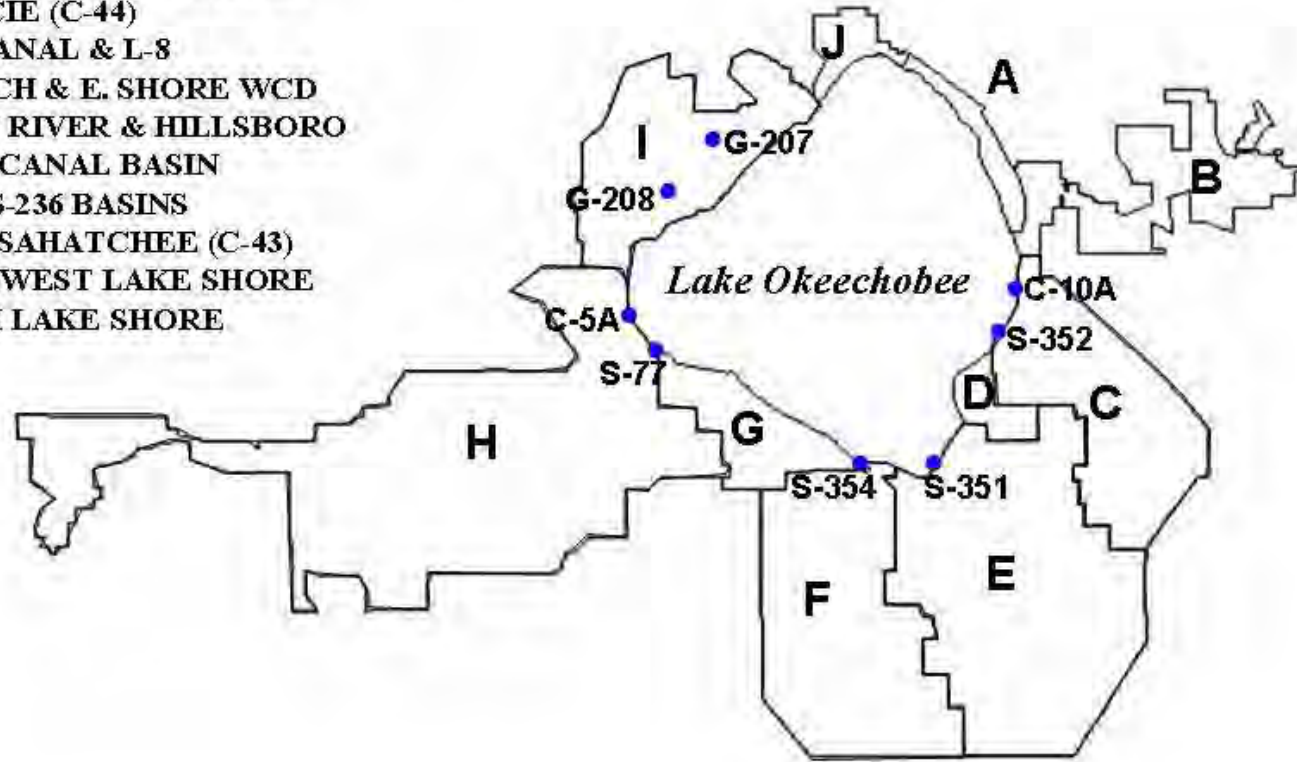 CIE (C-44)
ANAL & L-8
CH & E. SHORE WCD
RIVER & HILLSBORO
CANAL BASIN
S-236 BASINS
SAHATCHEE (C-43)
WEST LAKE SHORE
LAKE SHORE
J
A
I
G-207
B
G-208
Lake Okeechobee
C-10A
C-5A
S-352
S-77
D
C
G
H
S-354
S-351
E
F